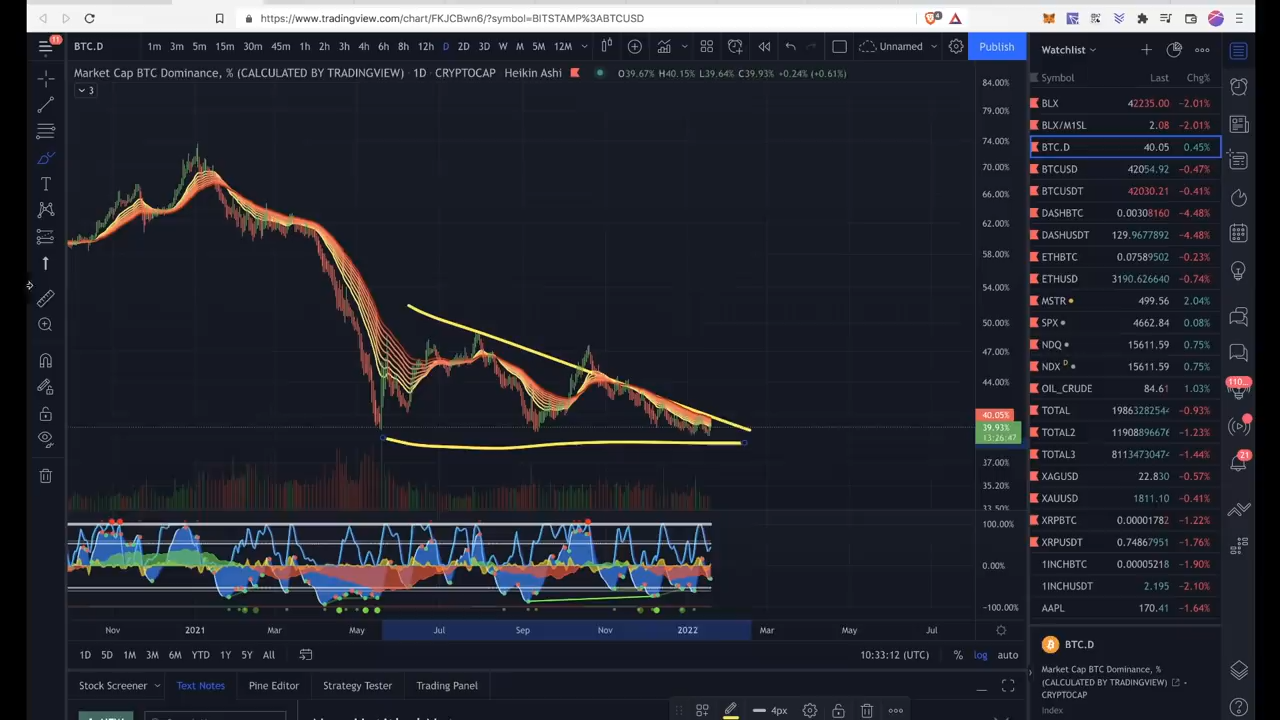 https://www.tradingview.com/chart/FKJCBwn6/?symbol=BITSTAMP%3ABTCUSD
11
BTC.D 1m 3m 5m 15m 30m 45m 1h 2h 3h 4h 6h 8h 12h D 2D 3D W M 5M 12M Unnamed Publish
Watchlist
Market Cap BTC Dominance, % (CALCULATED BY TRADINGVIEW) · 1D · CRYPTOCAP Heikin Ashi O39.67% H40.15% L39.64% C39.93% +0.24% (+0.61%)
3
Symbol Last Chg%
BLX 42235.00 −2.01%
BLX/M1SL 2.08 −2.01%
BTC.D 40.05 0.45%
BTCUSD 42054.92 −0.47%
BTCUSDT 42030.21 −0.41%
DASHBTC 0.00308160 −4.48%
DASHUSDT 129.9677892 −4.48%
ETHBTC 0.07589502 −0.23%
ETHUSD 3190.626640 −0.74%
MSTR 499.56 2.04%
SPX 4662.84 0.08%
NDQ 15611.59 0.75%
NDX D 15611.59 0.75%
OIL_CRUDE 84.61 1.03%
TOTAL −0.93%
TOTAL2 −1.23%
TOTAL3 −1.44%
XAGUSD 22.830 −0.57%
XAUUSD 1811.10 −0.41%
XRPBTC 0.00001782 −1.22%
XRPUSDT 0.74867951 −1.76%
1INCHBTC 0.00005218 −1.90%
1INCHUSDT 2.195 −2.10%
AAPL 170.41 −1.64%
84.00%
79.00%
74.00%
70.00%
66.00%
62.00%
58.00%
54.00%
50.00%
47.00%
44.00%
40.05%
39.93%
13:26:47
37.00%
35.20%
33.50%
100.00%
0.00%
−100.00%
110
21
Nov 2021 Mar May Jul Sep Nov 2022 Mar May Jul
1D 5D 1M 3M 6M YTD 1Y 5Y All 10:33:12 (UTC) % log auto
Stock Screener Text Notes Pine Editor Strategy Tester Trading Panel
4px
BTC.D
Market Cap BTC Dominance, %
(CALCULATED BY TRADINGVIEW) •
CRYPTOCAP
Index